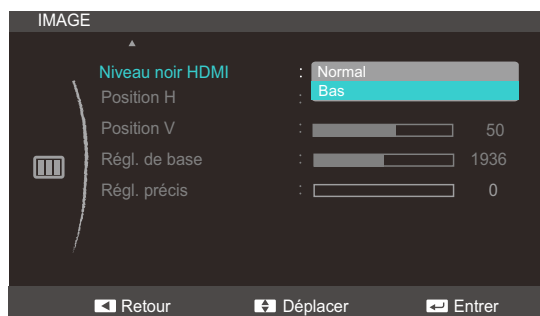 IMAGE
Niveau noir HDMI : Normal
Bas
Position H :
Position V : 50
Régl. de base : 1936
Régl. précis : 0
Retour Déplacer Entrer